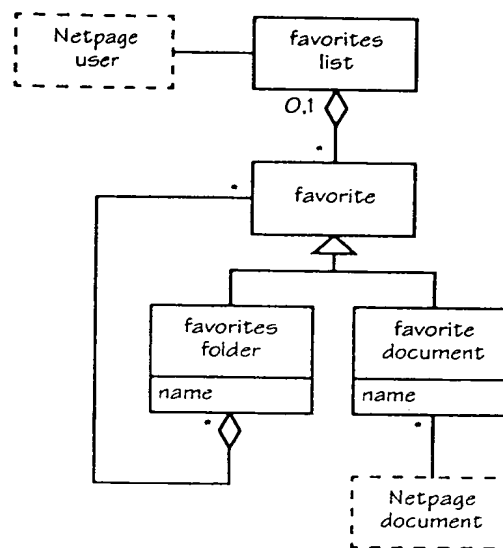 Netpage
user
favorites
list
0,1
*
*
favorite
favorites
folder
name
*
favorite
document
name
*
Netpage
document